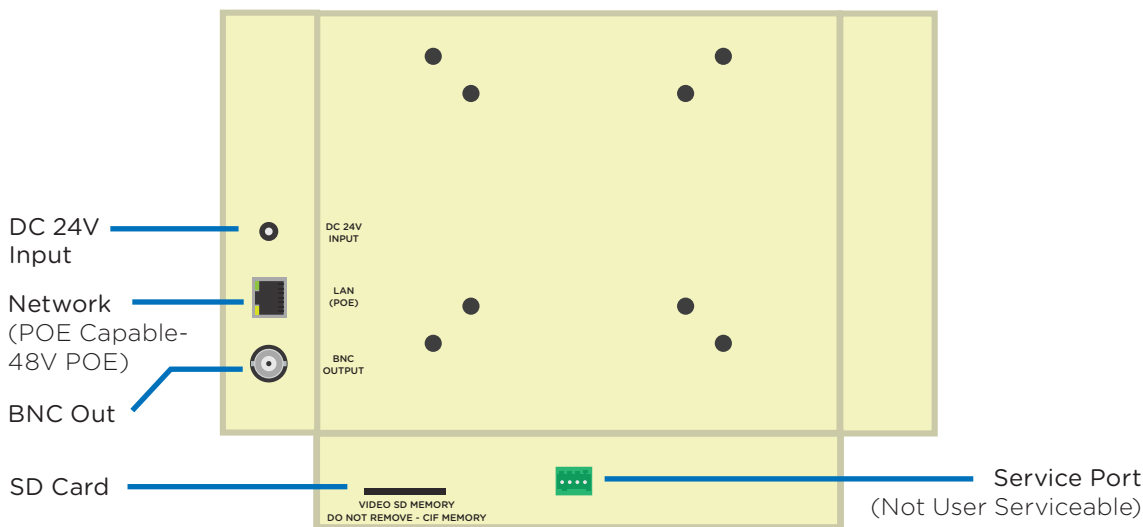 DC 24V
Input
DC 24V
INPUT
Network
(POE Capable-
48V POE)
LAN
(POE)
BNC
OUTPUT
BNC Out
SD Card
VIDEO SD MEMORY
DO NOT REMOVE - CIF MEMORY
Service Port
(Not User Serviceable)